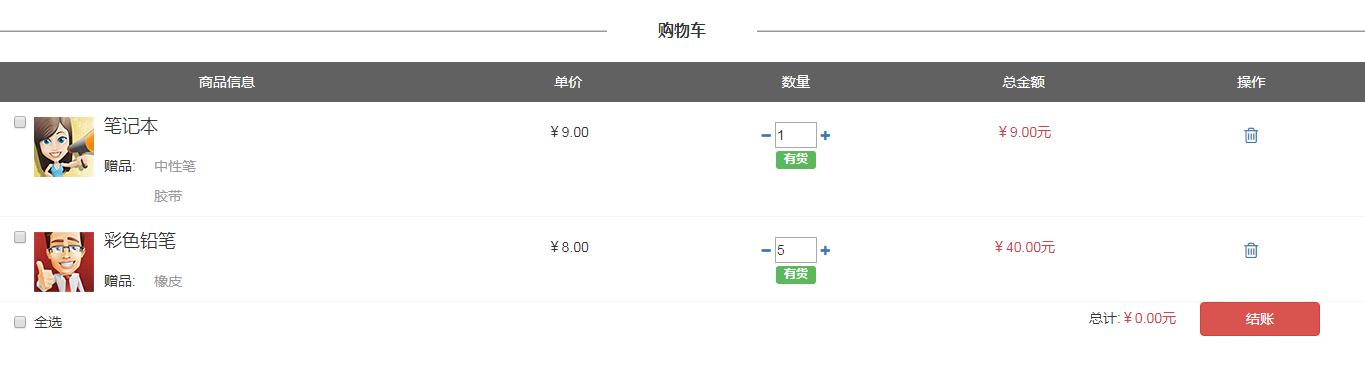 购物车
商品信息 单价 数量 总金额 操作
笔记本 ¥ 9.00 1 ¥ 9.00元
有货
赠品: 中性笔
胶带
彩色铅笔 ¥ 8.00 5 ¥ 40.00元
有货
赠品: 橡皮
全选 总计: ¥ 0.00元 结账